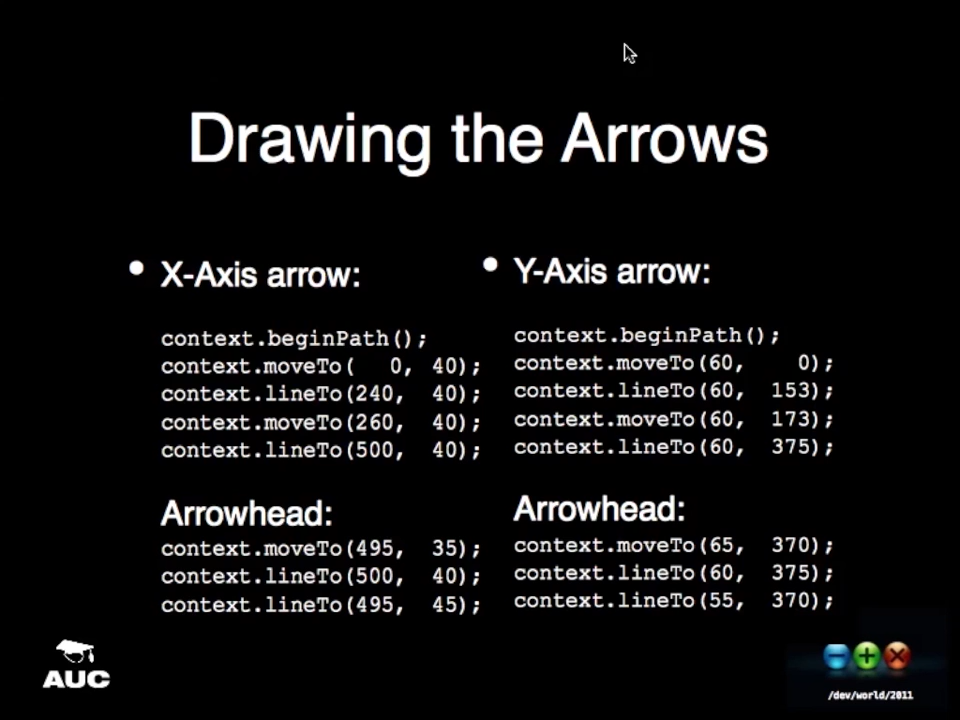 Drawing the Arrows
• X-Axis arrow:
context.beginPath();
context.moveTo(  0, 40);
context.lineTo(240, 40);
context.moveTo(260, 40);
context.lineTo(500, 40);
Arrowhead:
context.moveTo(495, 35);
context.lineTo(500, 40);
context.lineTo(495, 45);
• Y-Axis arrow:
context.beginPath();
context.moveTo(60,   0);
context.lineTo(60, 153);
context.moveTo(60, 173);
context.lineTo(60, 375);
Arrowhead:
context.moveTo(65, 370);
context.lineTo(60, 375);
context.lineTo(55, 370);
AUC
/dev/world/2011